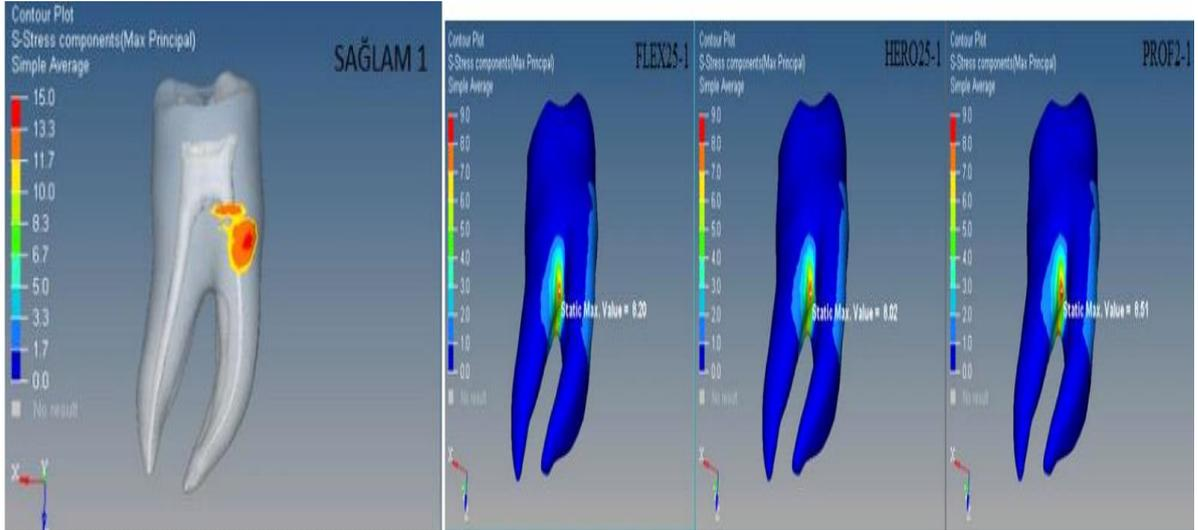 Contour Plot
S-Stress components(Max Principal)
Simple Average
SAĞLAM 1
15.0
13.3
11.7
10.0
8.3
6.7
5.0
3.3
1.7
0.0
No result
X
Y
Contour Plot
S-Stress components(Max Principal)
Simple Average
FLEX25-1
9.0
8.0
7.0
6.0
5.0
4.0
3.0
2.0
1.0
0.0
No result
Static Max. Value = 8.20
X
Contour Plot
S-Stress components(Max Principal)
Simple Average
HERO25-1
9.0
8.0
7.0
6.0
5.0
4.0
3.0
2.0
1.0
0.0
No result
Static Max. Value = 8.02
X
Contour Plot
S-Stress components(Max Principal)
Simple Average
PROF2-1
9.0
8.0
7.0
6.0
5.0
4.0
3.0
2.0
1.0
0.0
No result
Static Max. Value = 8.51
X